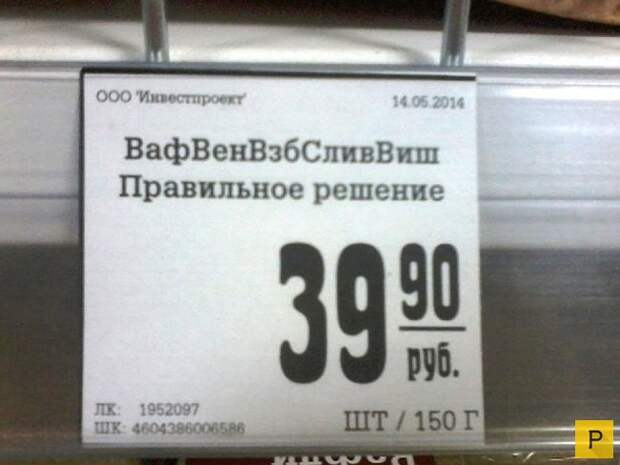 ООО "Инвестпроект"
14.05.2014
ВафВенВзбСливВиш
Правильное решение
39 90
руб.
ЛК: 1952097
ШК: 4604386006586
ШТ / 150 Г
P